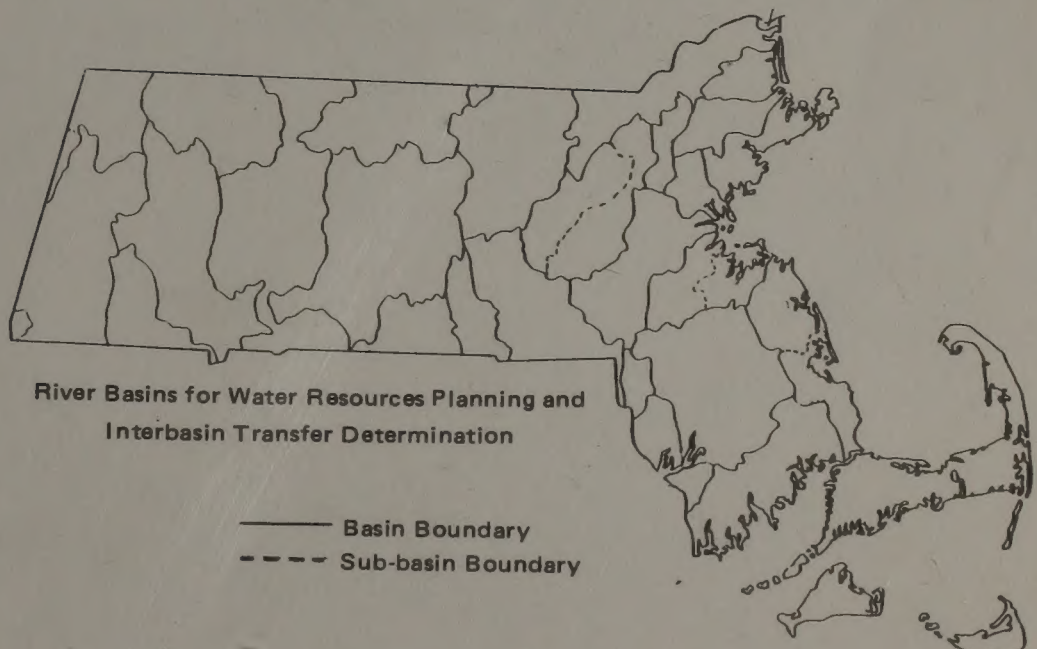 River Basins for Water Resources Planning and
Interbasin Transfer Determination
Basin Boundary
Sub-basin Boundary